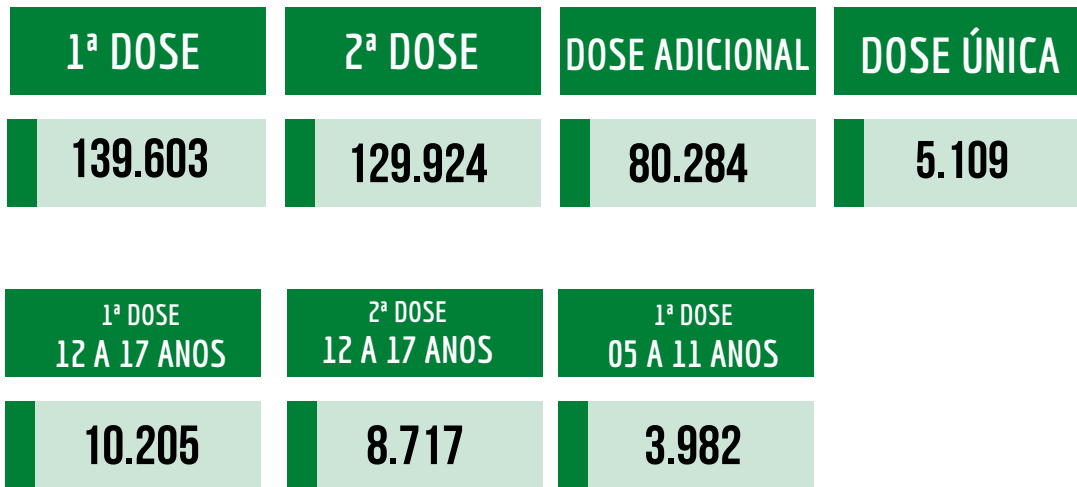 1ª DOSE
2ª DOSE
DOSE ADICIONAL
DOSE ÚNICA
139.603
129.924
80.284
5.109
1ª DOSE
12 A 17 ANOS
2ª DOSE
12 A 17 ANOS
1ª DOSE
05 A 11 ANOS
10.205
8.717
3.982